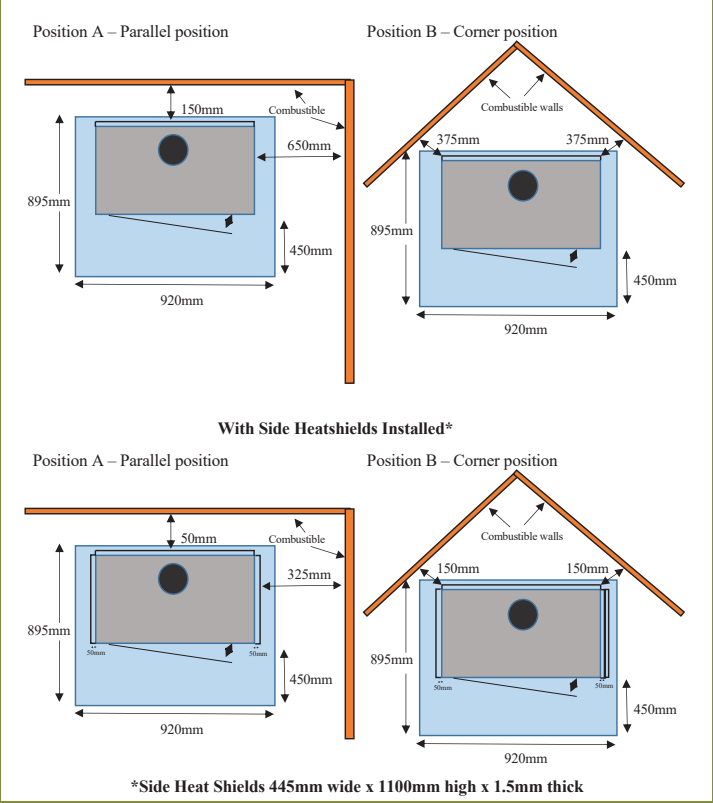 Position A – Parallel position
Position B – Corner position
Combustible
150mm
650mm
895mm
450mm
920mm
Combustible walls
375mm
375mm
895mm
450mm
920mm
With Side Heatshields Installed*
Position A – Parallel position
Position B – Corner position
Combustible
50mm
325mm
895mm
50mm
50mm
450mm
920mm
Combustible walls
150mm
150mm
895mm
50mm
50mm
450mm
920mm
*Side Heat Shields 445mm wide x 1100mm high x 1.5mm thick